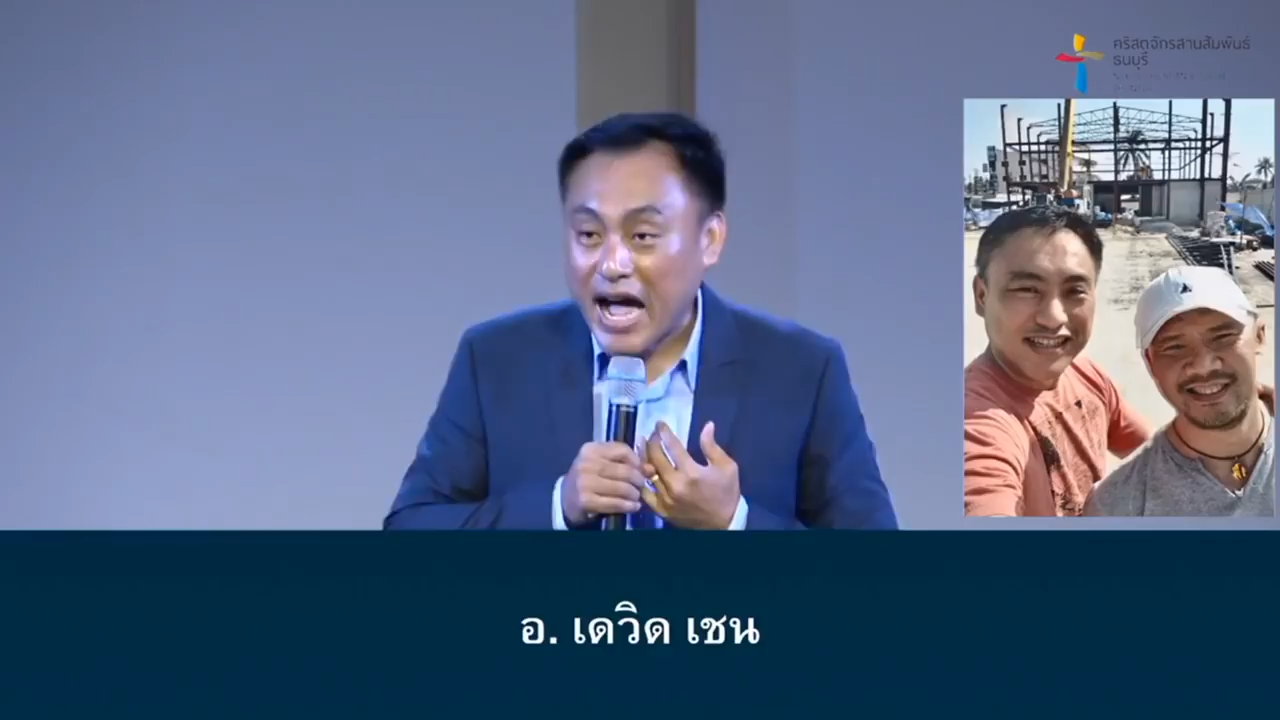 คริสตจักรสานสัมพันธ์
ธนบุรี
อ. เดวิด เชน